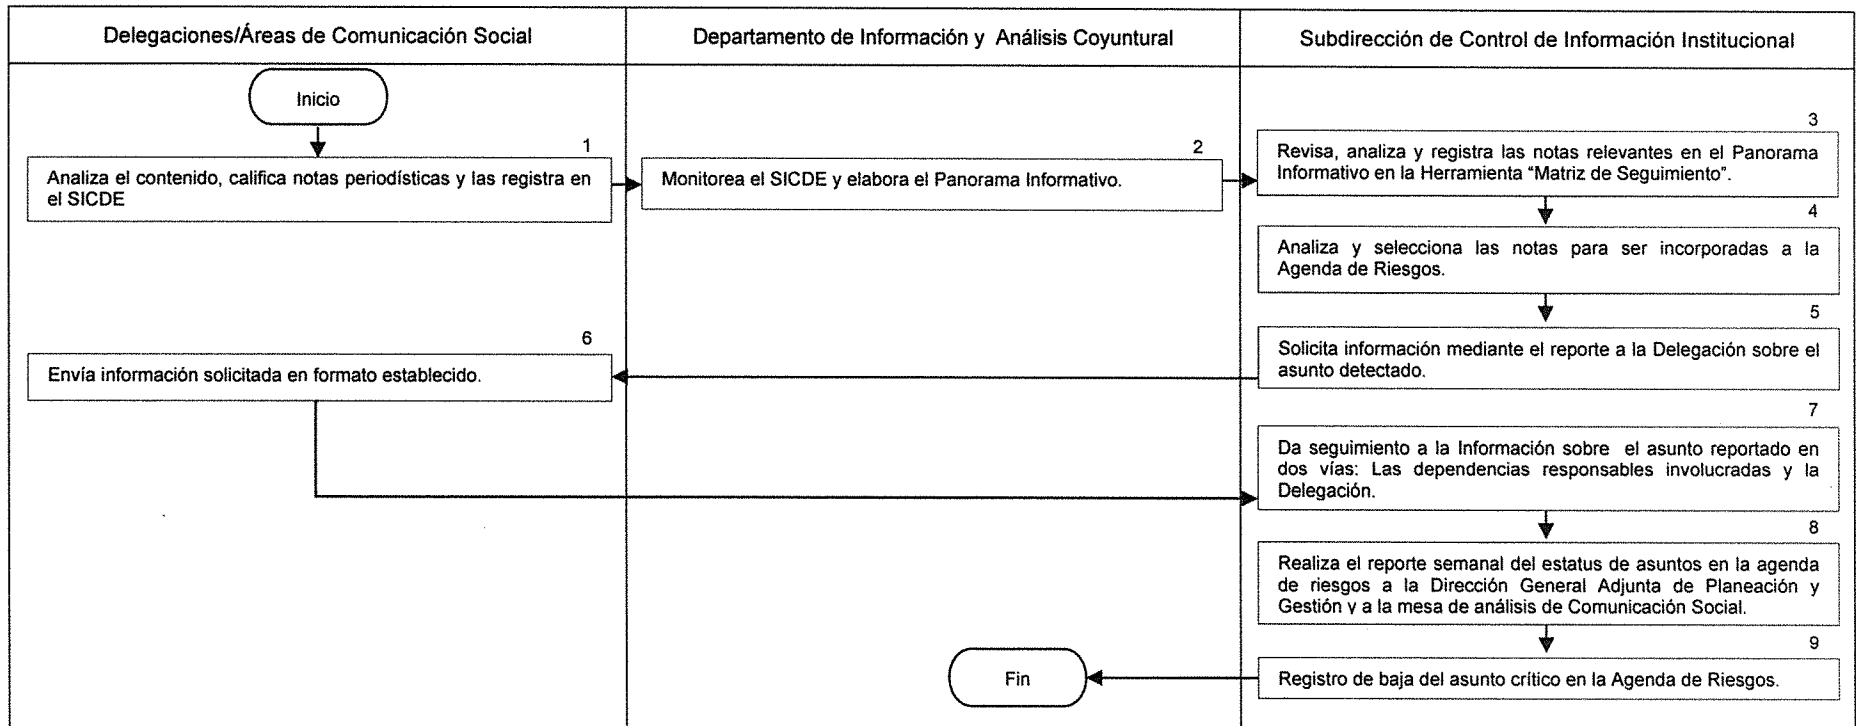 Delegaciones/Áreas de Comunicación Social
Departamento de Información y Análisis Coyuntural
Subdirección de Control de Información Institucional
Inicio
1
Analiza el contenido, califica notas periodísticas y las registra en
el SICDE
2
Monitorea el SICDE y elabora el Panorama Informativo.
3
Revisa, analiza y registra las notas relevantes en el Panorama
Informativo en la Herramienta “Matriz de Seguimiento”.
4
Analiza y selecciona las notas para ser incorporadas a la
Agenda de Riesgos.
5
Solicita información mediante el reporte a la Delegación sobre el
asunto detectado.
6
Envía información solicitada en formato establecido.
7
Da seguimiento a la Información sobre el asunto reportado en
dos vías: Las dependencias responsables involucradas y la
Delegación.
8
Realiza el reporte semanal del estatus de asuntos en la agenda
de riesgos a la Dirección General Adjunta de Planeación y
Gestión y a la mesa de análisis de Comunicación Social.
9
Registro de baja del asunto crítico en la Agenda de Riesgos.
Fin